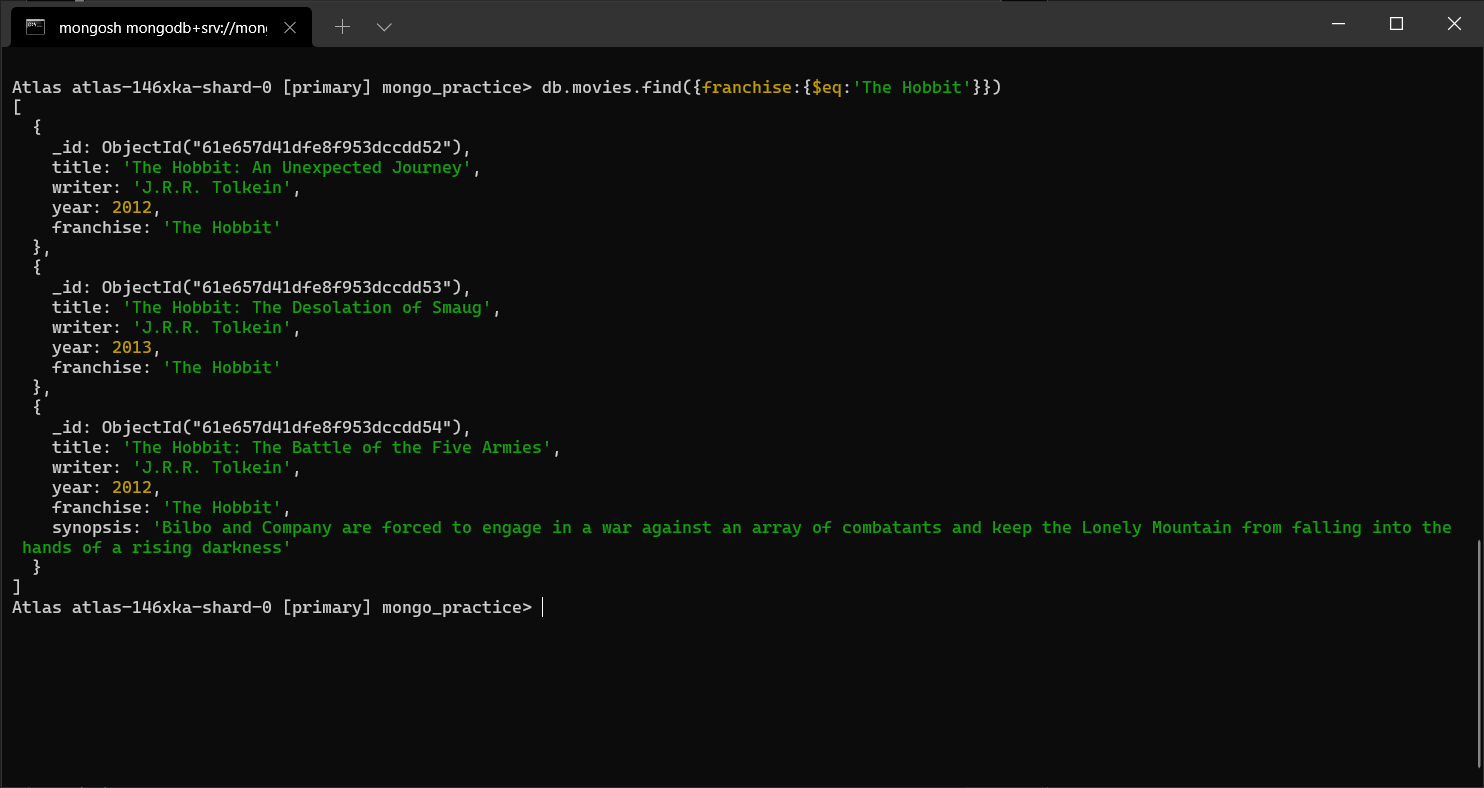 mongosh mongodb+srv://mong
Atlas atlas-146xka-shard-0 [primary] mongo_practice> db.movies.find({franchise:{$eq:'The Hobbit'}})
[
  {
    _id: ObjectId("61e657d41dfe8f953dccdd52"),
    title: 'The Hobbit: An Unexpected Journey',
    writer: 'J.R.R. Tolkein',
    year: 2012,
    franchise: 'The Hobbit'
  },
  {
    _id: ObjectId("61e657d41dfe8f953dccdd53"),
    title: 'The Hobbit: The Desolation of Smaug',
    writer: 'J.R.R. Tolkein',
    year: 2013,
    franchise: 'The Hobbit'
  },
  {
    _id: ObjectId("61e657d41dfe8f953dccdd54"),
    title: 'The Hobbit: The Battle of the Five Armies',
    writer: 'J.R.R. Tolkein',
    year: 2012,
    franchise: 'The Hobbit',
    synopsis: 'Bilbo and Company are forced to engage in a war against an array of combatants and keep the Lonely Mountain from falling into the
 hands of a rising darkness'
  }
]
Atlas atlas-146xka-shard-0 [primary] mongo_practice>